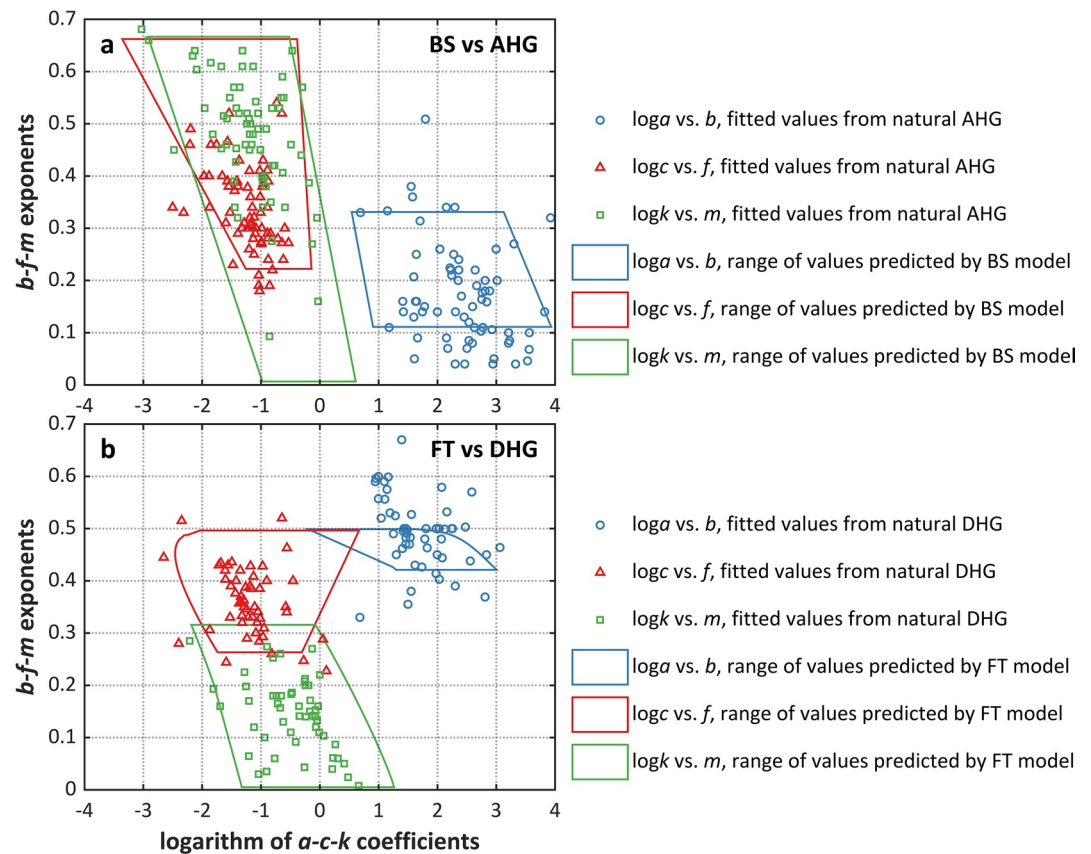 0.7
a
BS vs AHG
0.6
0.5
0.4
0.3
0.2
0.1
0
b-f-m exponents
-4 -3 -2 -1 0 1 2 3 4
loga vs. b, fitted values from natural AHG
logc vs. f, fitted values from natural AHG
logk vs. m, fitted values from natural AHG
loga vs. b, range of values predicted by BS model
logc vs. f, range of values predicted by BS model
logk vs. m, range of values predicted by BS model
0.7
b
FT vs DHG
0.6
0.5
0.4
0.3
0.2
0.1
0
b-f-m exponents
-4 -3 -2 -1 0 1 2 3 4
logarithm of a-c-k coefficients
loga vs. b, fitted values from natural DHG
logc vs. f, fitted values from natural DHG
logk vs. m, fitted values from natural DHG
loga vs. b, range of values predicted by FT model
logc vs. f, range of values predicted by FT model
logk vs. m, range of values predicted by FT model